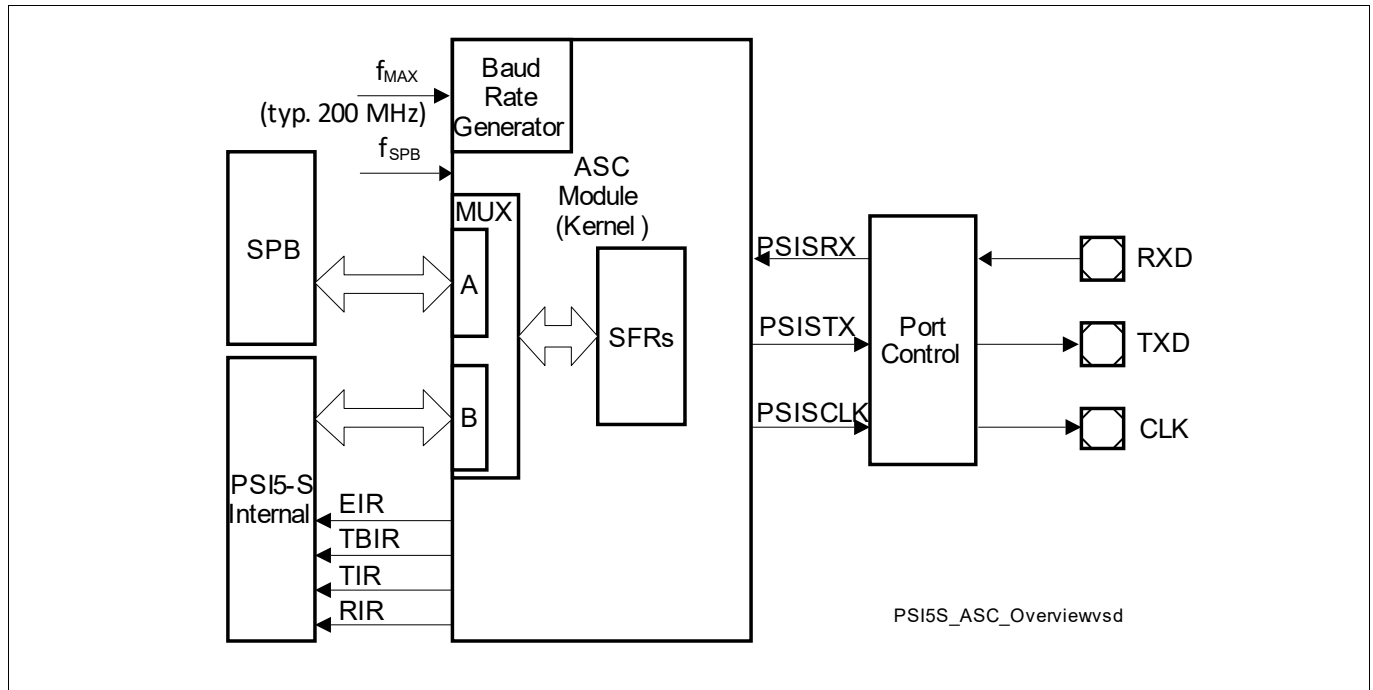 fMAX
(typ. 200 MHz)
fSPB
Baud
Rate
Generator
ASC
Module
(Kernel )
MUX
A
B
SPB
SFRs
PSI5-S
Internal
EIR
TBIR
TIR
RIR
PSISRX
PSISTX
PSISCLK
Port
Control
RXD
TXD
CLK
PSI5S_ASC_Overviewvsd